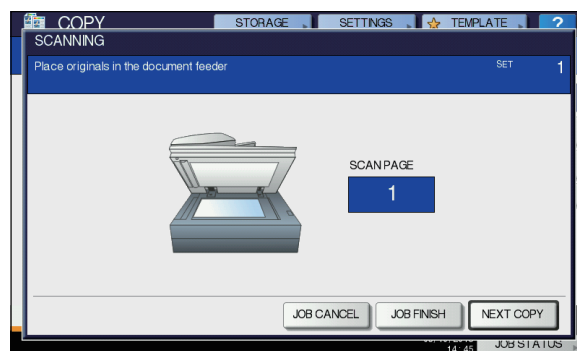 COPY STORAGE SETTINGS TEMPLATE ?
SCANNING
Place originals in the document feeder SET 1
SCAN PAGE
1
JOB CANCEL JOB FINISH NEXT COPY
14:45 JOB STATUS